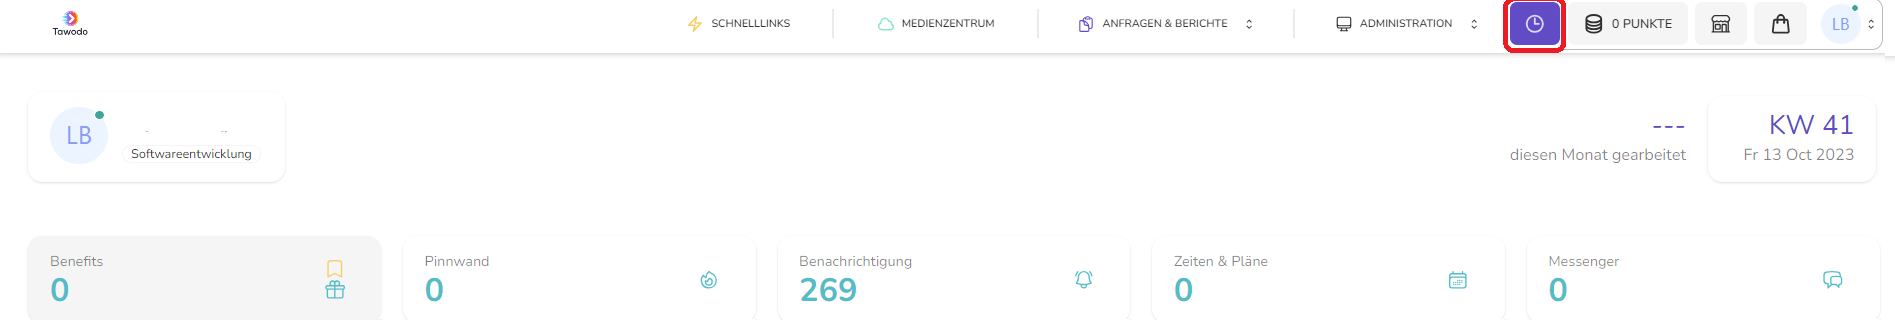 Tawodo
SCHNELLLINKS
MEDIENZENTRUM
ANFRAGEN & BERICHTE
ADMINISTRATION
0 PUNKTE
LB
LB
Softwareentwicklung
---
diesen Monat gearbeitet
KW 41
Fr 13 Oct 2023
Benefits
0
Pinnwand
0
Benachrichtigung
269
Zeiten & Pläne
0
Messenger
0